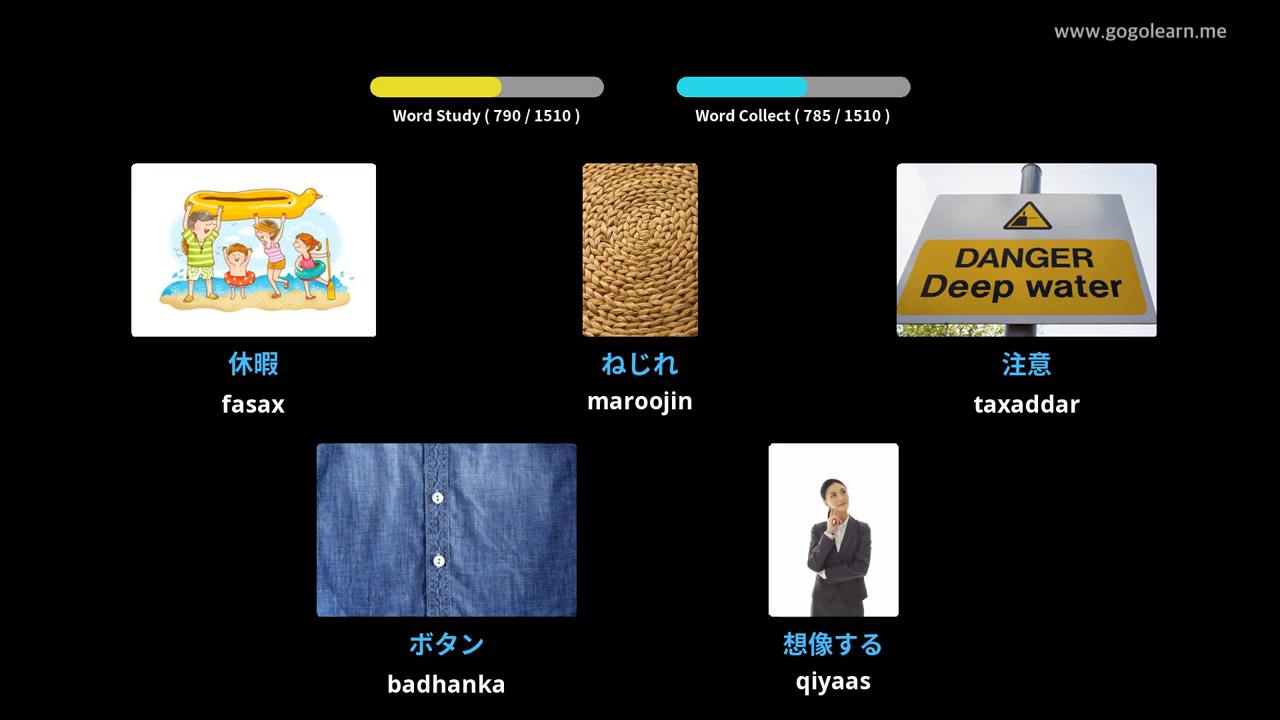 www.gogolearn.me
Word Study ( 790 / 1510 )
Word Collect ( 785 / 1510 )
DANGER
Deep water
休暇
ねじれ
注意
fasax
maroojin
taxaddar
ボタン
想像する
badhanka
qiyaas